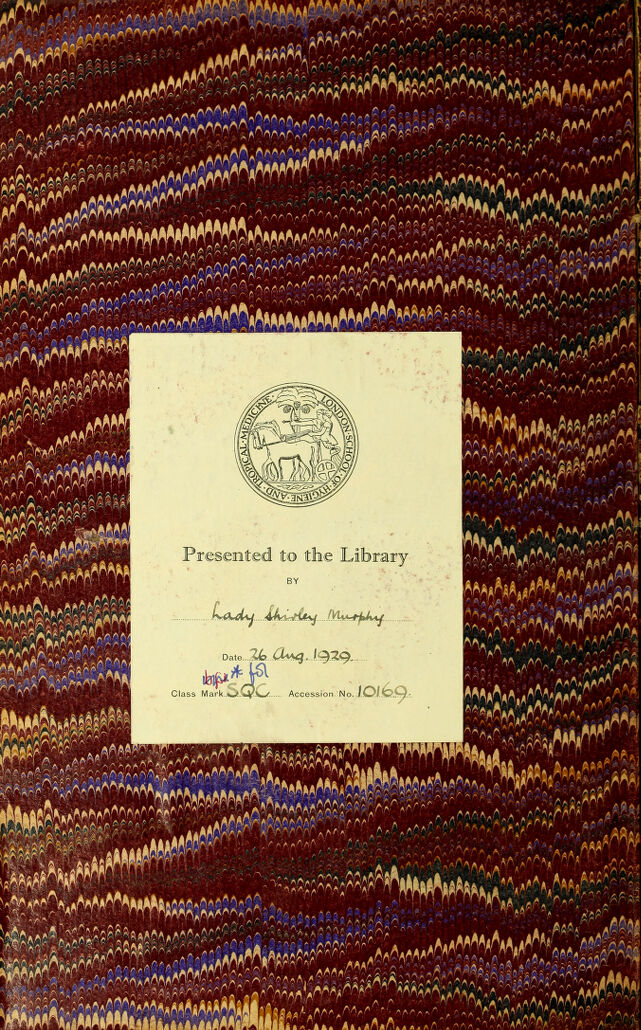 LONDON·SCHOOL·OF·HYGIENE·AND·TROPICAL·MEDICINE·
Presented to the Library
BY
Lady Shirley Murphy
Date 26 Aug. 1929.
* fol
Class Mark SQC Accession No. 10169.